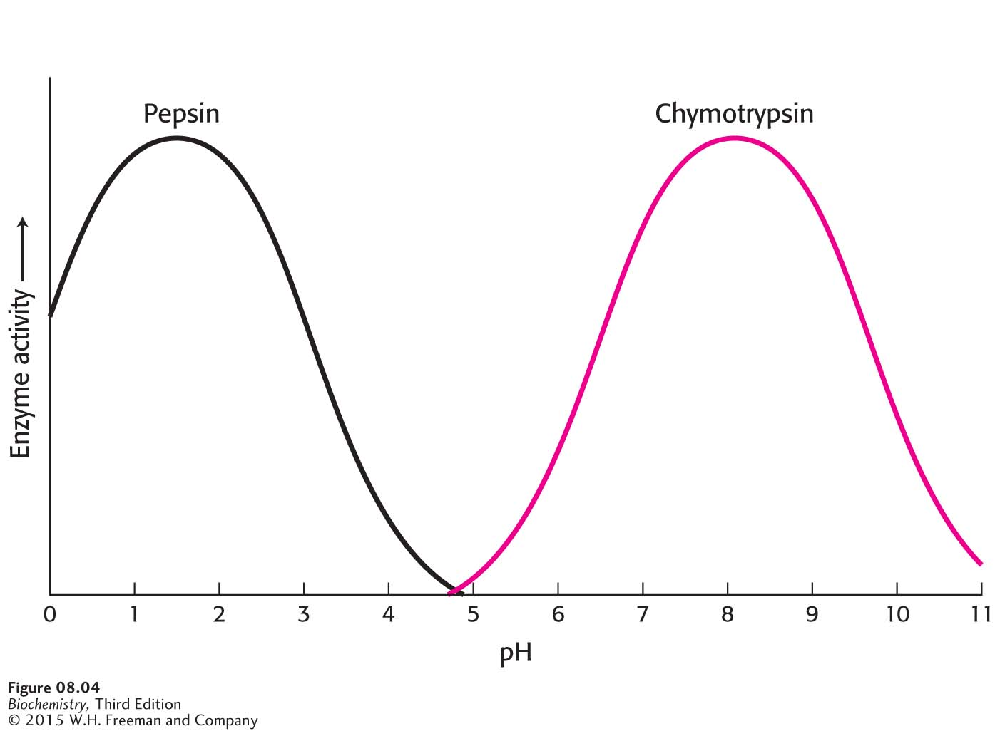 Pepsin
Chymotrypsin
Enzyme activity
0 1 2 3 4 5 6 7 8 9 10 11
pH
Figure 08.04
Biochemistry, Third Edition
© 2015 W.H. Freeman and Company